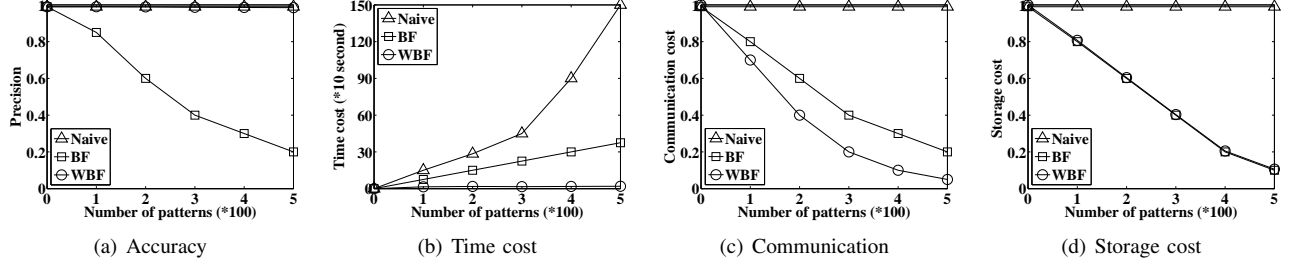 1
0.8
0.6
0.4
0.2
0
Precision
Naive
BF
WBF
0 1 2 3 4 5
Number of patterns (*100)
(a) Accuracy
150
120
90
60
30
0
Time cost (*10 second)
Naive
BF
WBF
0 1 2 3 4 5
Number of patterns (*100)
(b) Time cost
1
0.8
0.6
0.4
0.2
0
Communication cost
Naive
BF
WBF
0 1 2 3 4 5
Number of patterns (*100)
(c) Communication
1
0.8
0.6
0.4
0.2
0
Storage cost
Naive
BF
WBF
0 1 2 3 4 5
Number of patterns (*100)
(d) Storage cost